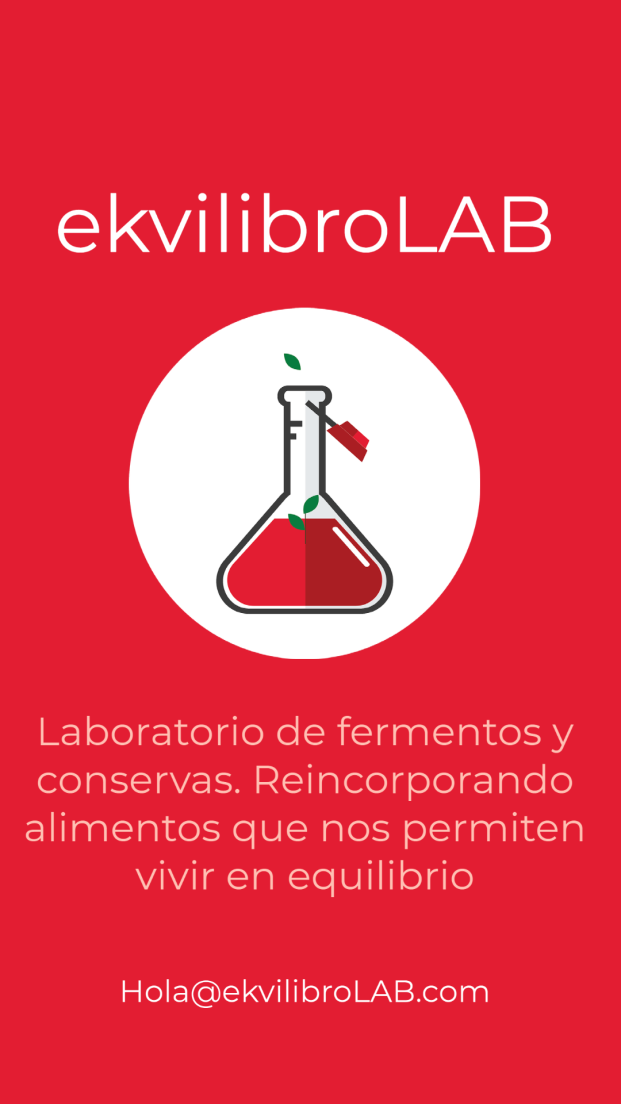 ekvilibroLAB
Laboratorio de fermentos y
conservas. Reincorporando
alimentos que nos permiten
vivir en equilibrio
Hola@ekvilibroLAB.com